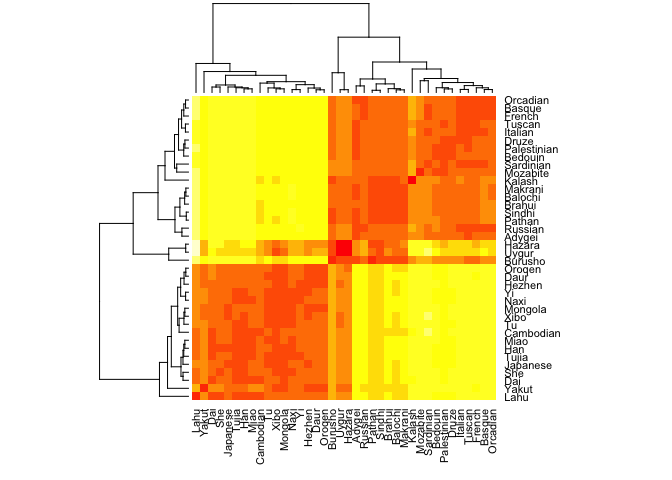 Orcadian
Basque
French
Tuscan
Italian
Druze
Palestinian
Bedouin
Sardinian
Mozabite
Kalash
Makrani
Balochi
Brahui
Sindhi
Pathan
Russian
Adygei
Hazara
Uygur
Burusho
Oroqen
Daur
Hezhen
Yi
Naxi
Mongola
Xibo
Tu
Cambodian
Miao
Han
Tujia
Japanese
She
Dai
Yakut
Lahu
Lahu
Yakut
Dai
She
Japanese
Tujia
Han
Miao
Cambodian
Tu
Xibo
Mongola
Naxi
Yi
Hezhen
Daur
Oroqen
Burusho
Uygur
Hazara
Adygei
Russian
Pathan
Sindhi
Brahui
Balochi
Makrani
Kalash
Mozabite
Sardinian
Bedouin
Palestinian
Druze
Italian
Tuscan
French
Basque
Orcadian